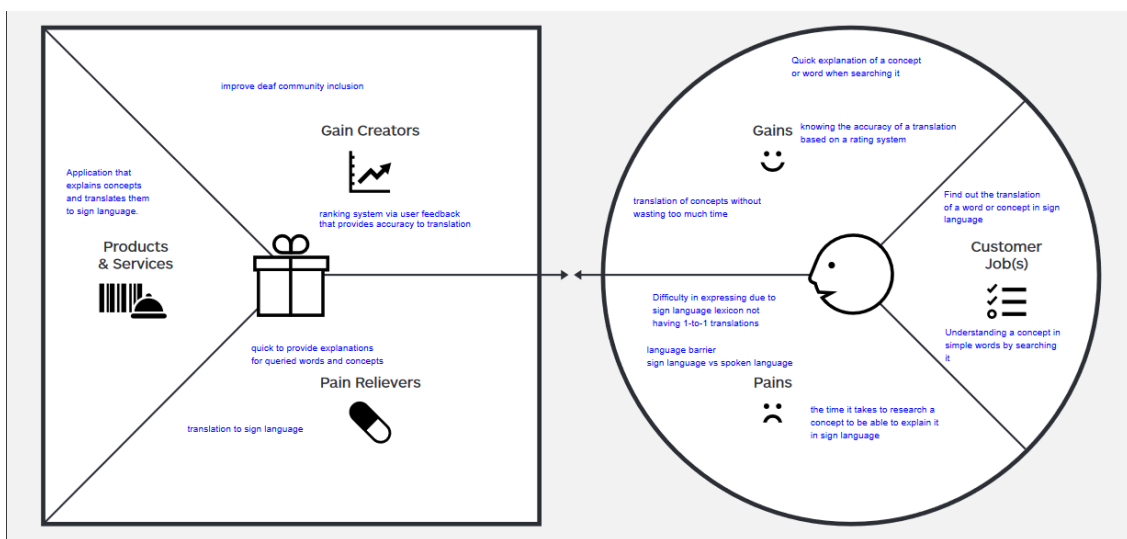 improve deaf community inclusion
Gain Creators
ranking system via user feedback
that provides accuracy to translation
Application that
explains concepts
and translates them
to sign language.
Products
& Services
quick to provide explanations
for queried words and concepts
Pain Relievers
translation to sign language
Quick explanation of a concept
or word when searching it
Gains
knowing the accuracy of a translation
based on a rating system
translation of concepts without
wasting too much time
Find out the translation
of a word or concept in sign
language
Customer
Job(s)
Understanding a concept in
simple words by searching
it
Difficulty in expressing due to
sign language lexicon not
having 1-to-1 translations
language barrier
sign language vs spoken language
Pains
the time it takes to research a
concept to be able to explain it
in sign language